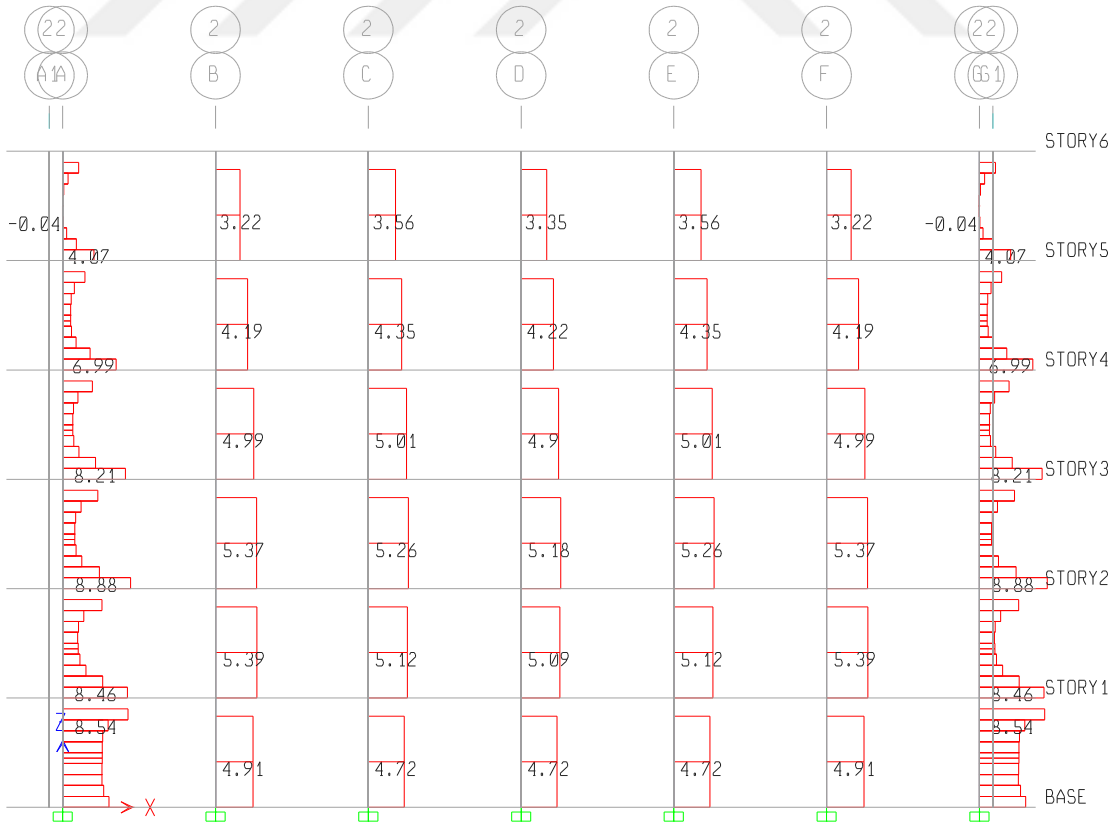 2 2 2 2 2 2 2 2 2
A1 A B C D E F G G1
STORY6
-0.04 3.22 3.56 3.35 3.56 3.22 -0.04
STORY5
4.07 4.07
4.19 4.35 4.22 4.35 4.19
STORY4
6.99 6.99
4.99 5.01 4.9 5.01 4.99
STORY3
8.21 8.21
5.37 5.26 5.18 5.26 5.37
STORY2
8.88 8.88
5.39 5.12 5.09 5.12 5.39
STORY1
8.46 8.46
Z 8.54 8.54
4.91 4.72 4.72 4.72 4.91
BASE
X